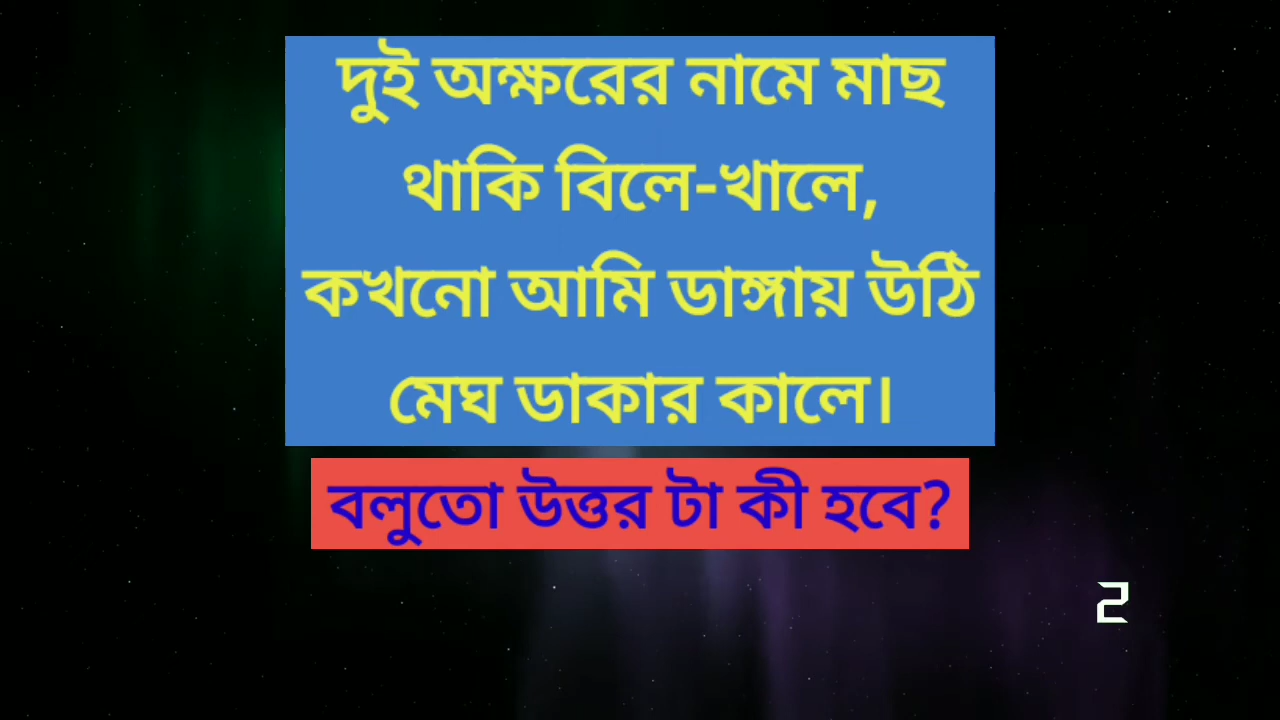 দুই অক্ষরের নামে মাছ
থাকি বিলে-খালে,
কখনো আমি ডাঙ্গায় উঠি
মেঘ ডাকার কালে।
বলুতো উত্তর টা কী হবে?
2